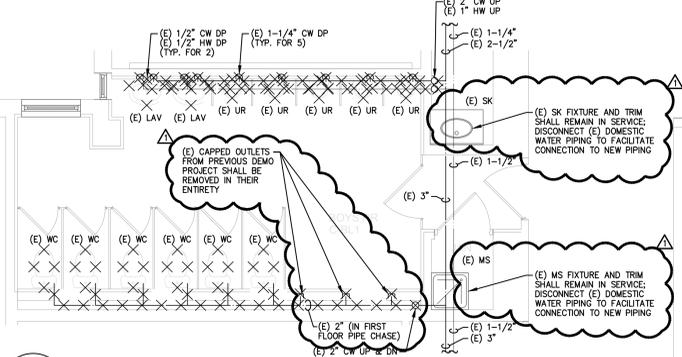 (E) 2" CW UP
(E) 1" HW UP
(E) 1/2" CW DP
(E) 1/2" HW DP
(TYP. FOR 2)
(E) 1-1/4" CW DP
(TYP. FOR 5)
(E) 1-1/4"
(E) 2-1/2"
1
(E) SK
(E) LAV
(E) LAV
(E) UR
(E) UR
(E) UR
(E) UR
(E) UR
(E) SK FIXTURE AND TRIM
SHALL REMAIN IN SERVICE;
DISCONNECT (E) DOMESTIC
WATER PIPING TO FACILITATE
CONNECTION TO NEW PIPING
1
(E) CAPPED OUTLETS
FROM PREVIOUS DEMO
PROJECT SHALL BE
REMOVED IN THEIR
ENTIRETY
(E) 1-1/2"
(E) 3"
(E) WC
(E) WC
(E) WC
(E) WC
(E) WC
(E) WC
1
(E) MS
(E) MS FIXTURE AND TRIM
SHALL REMAIN IN SERVICE;
DISCONNECT (E) DOMESTIC
WATER PIPING TO FACILITATE
CONNECTION TO NEW PIPING
(E) 2" (IN FIRST
FLOOR PIPE CHASE)
(E) 2" CW UP & DN
(E) 1-1/2"
(E) 3"